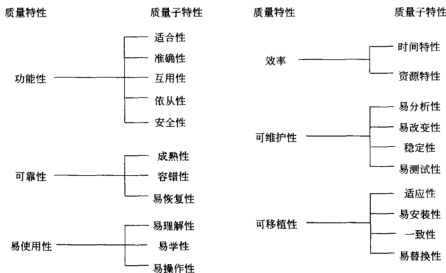 质量特性 质量子特性
功能性
适合性
准确性
互用性
依从性
安全性
可靠性
成熟性
容错性
易恢复性
易使用性
易理解性
易学性
易操作性
质量特性 质量子特性
效率
时间特性
资源特性
可维护性
易分析性
易改变性
稳定性
易测试性
可移植性
适应性
易安装性
一致性
易替换性